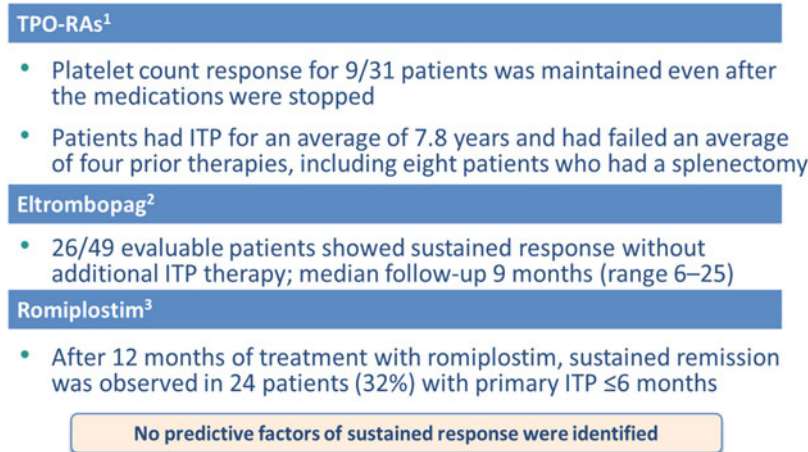 TPO-RAs¹
• Platelet count response for 9/31 patients was maintained even after
the medications were stopped
• Patients had ITP for an average of 7.8 years and had failed an average
of four prior therapies, including eight patients who had a splenectomy
Eltrombopag²
• 26/49 evaluable patients showed sustained response without
additional ITP therapy; median follow-up 9 months (range 6–25)
Romiplostim³
• After 12 months of treatment with romiplostim, sustained remission
was observed in 24 patients (32%) with primary ITP ≤6 months
No predictive factors of sustained response were identified